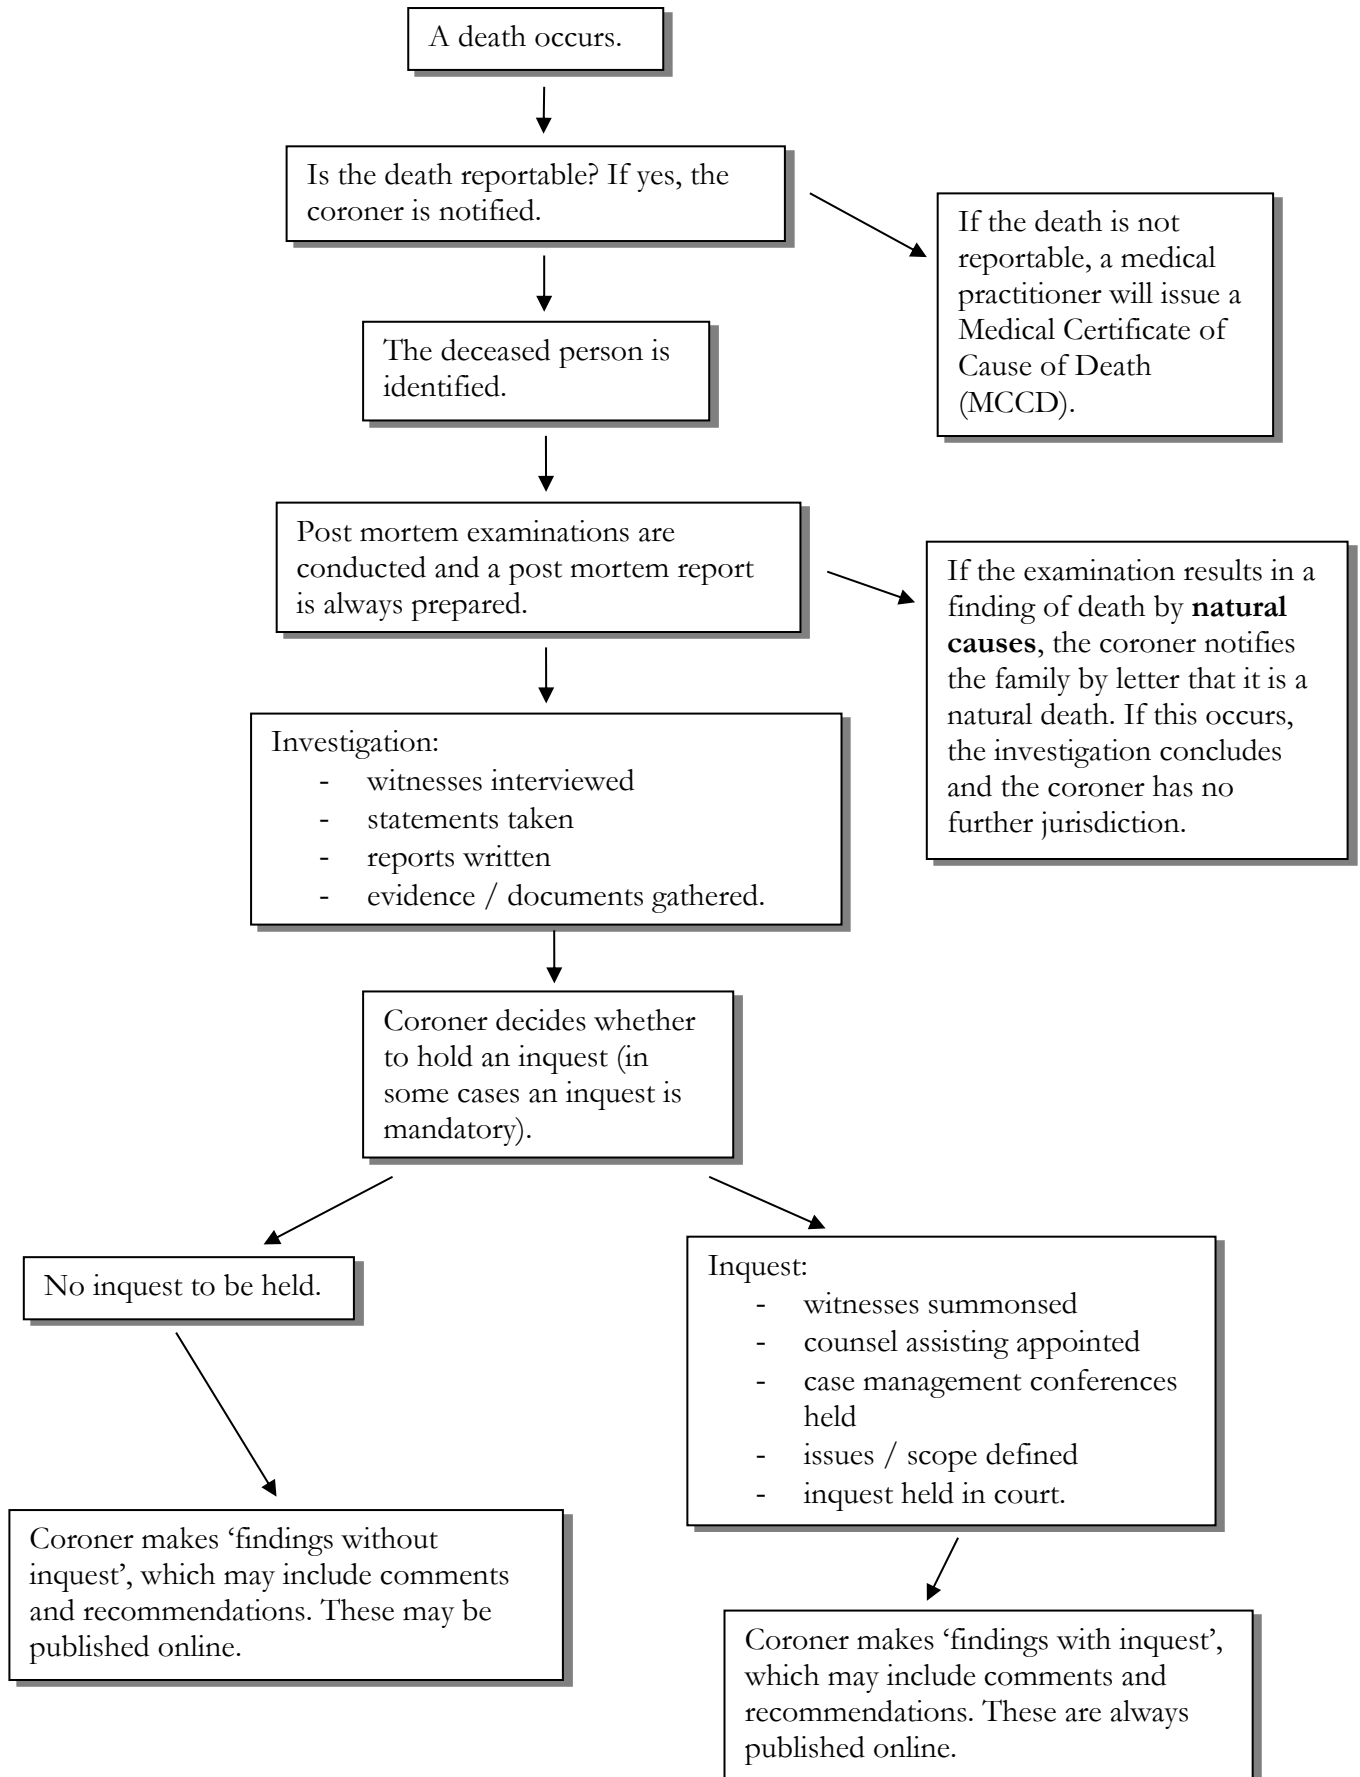 A death occurs.
Is the death reportable? If yes, the
coroner is notified.
If the death is not
reportable, a medical
practitioner will issue a
Medical Certificate of
Cause of Death
(MCCD).
The deceased person is
identified.
Post mortem examinations are
conducted and a post mortem report
is always prepared.
If the examination results in a
finding of death by natural
causes, the coroner notifies
the family by letter that it is a
natural death. If this occurs,
the investigation concludes
and the coroner has no
further jurisdiction.
Investigation:
- witnesses interviewed
- statements taken
- reports written
- evidence / documents gathered.
Coroner decides whether
to hold an inquest (in
some cases an inquest is
mandatory).
No inquest to be held.
Inquest:
- witnesses summonsed
- counsel assisting appointed
- case management conferences
held
- issues / scope defined
- inquest held in court.
Coroner makes ‘findings without
inquest’, which may include comments
and recommendations. These may be
published online.
Coroner makes ‘findings with inquest’,
which may include comments and
recommendations. These are always
published online.